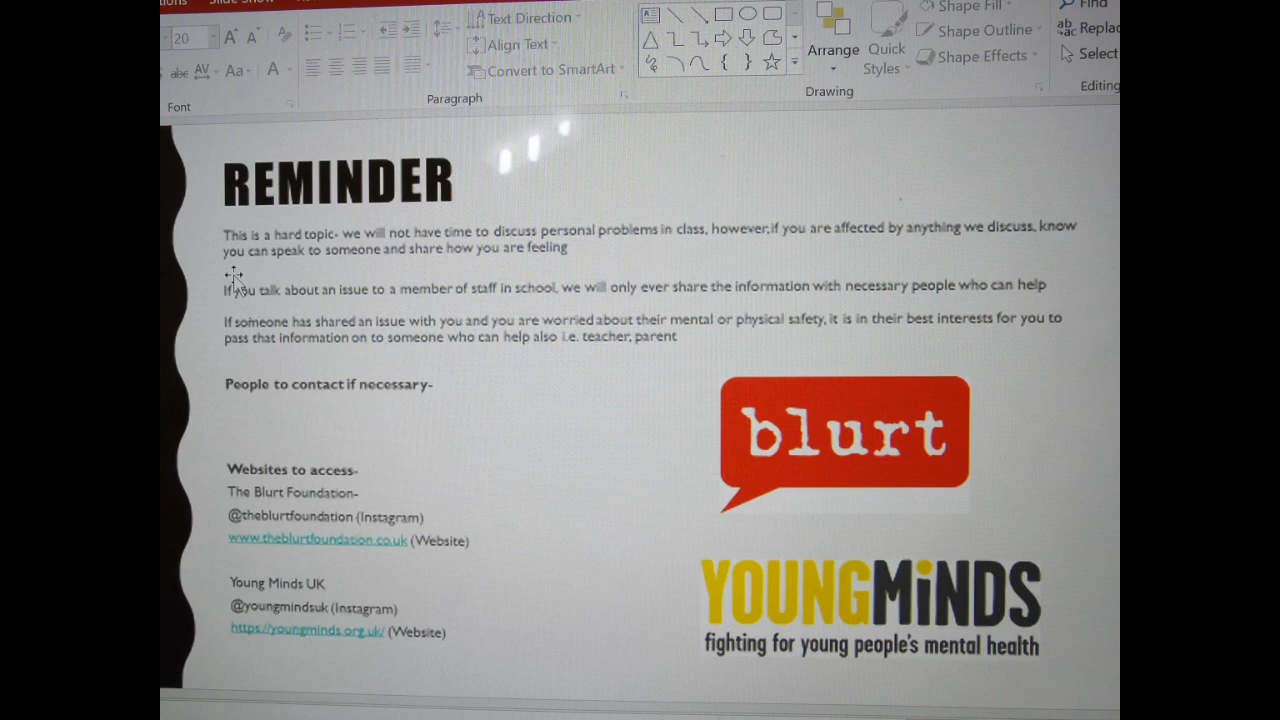 Slide Show
Text Direction
20 A A
Align Text
Shape Fill
Find
Shape Outline
Replac
abc AV Aa A
Convert to SmartArt
Arrange Quick
Styles
Shape Effects
Select
Font
Paragraph
Drawing
Editing
REMINDER
This is a hard topic- we will not have time to discuss personal problems in class, however, if you are affected by anything we discuss, know
you can speak to someone and share how you are feeling
If you talk about an issue to a member of staff in school, we will only ever share the information with necessary people who can help
If someone has shared an issue with you and you are worried about their mental or physical safety, it is in their best interests for you to
pass that information on to someone who can help also i.e. teacher, parent
People to contact if necessary-
blurt
Websites to access-
The Blurt Foundation-
@theblurtfoundation (Instagram)
www.theblurtfoundation.co.uk (Website)
Young Minds UK
@youngmindsuk (Instagram)
https://youngminds.org.uk/ (Website)
YOUNGMiNDS
fighting for young people's mental health